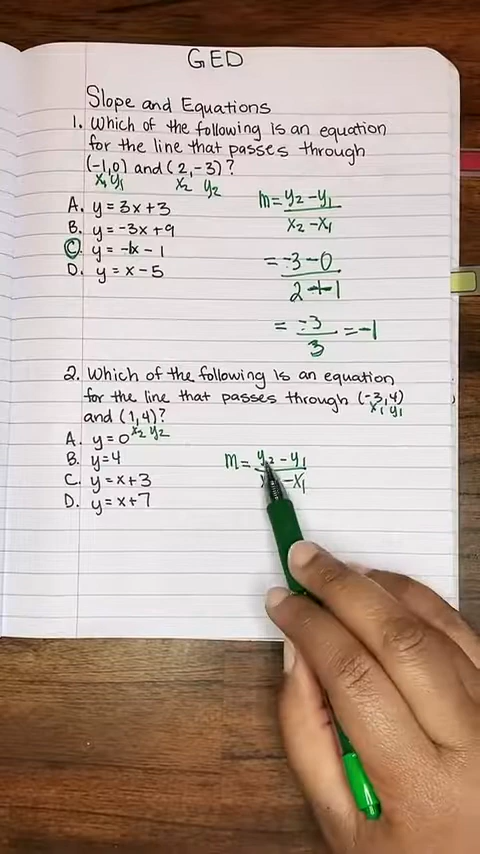 GED
Slope and Equations
1. Which of the following is an equation
for the line that passes through
(-1,0) and (2,-3)?
x₁ y₁ x₂ y₂
A. y = 3x + 3
B. y = -3x + 9
C. y = -1x - 1
D. y = x - 5
m = y₂ - y₁
x₂ - x₁
= -3 - 0
2 + 1
= -3
3
= -1
2. Which of the following is an equation
for the line that passes through (-3,4)
x₁ y₁
and (1,4)?
x₂ y₂
A. y = 0
B. y = 4
C. y = x + 3
D. y = x + 7
m = y₂ - y₁
- x₁